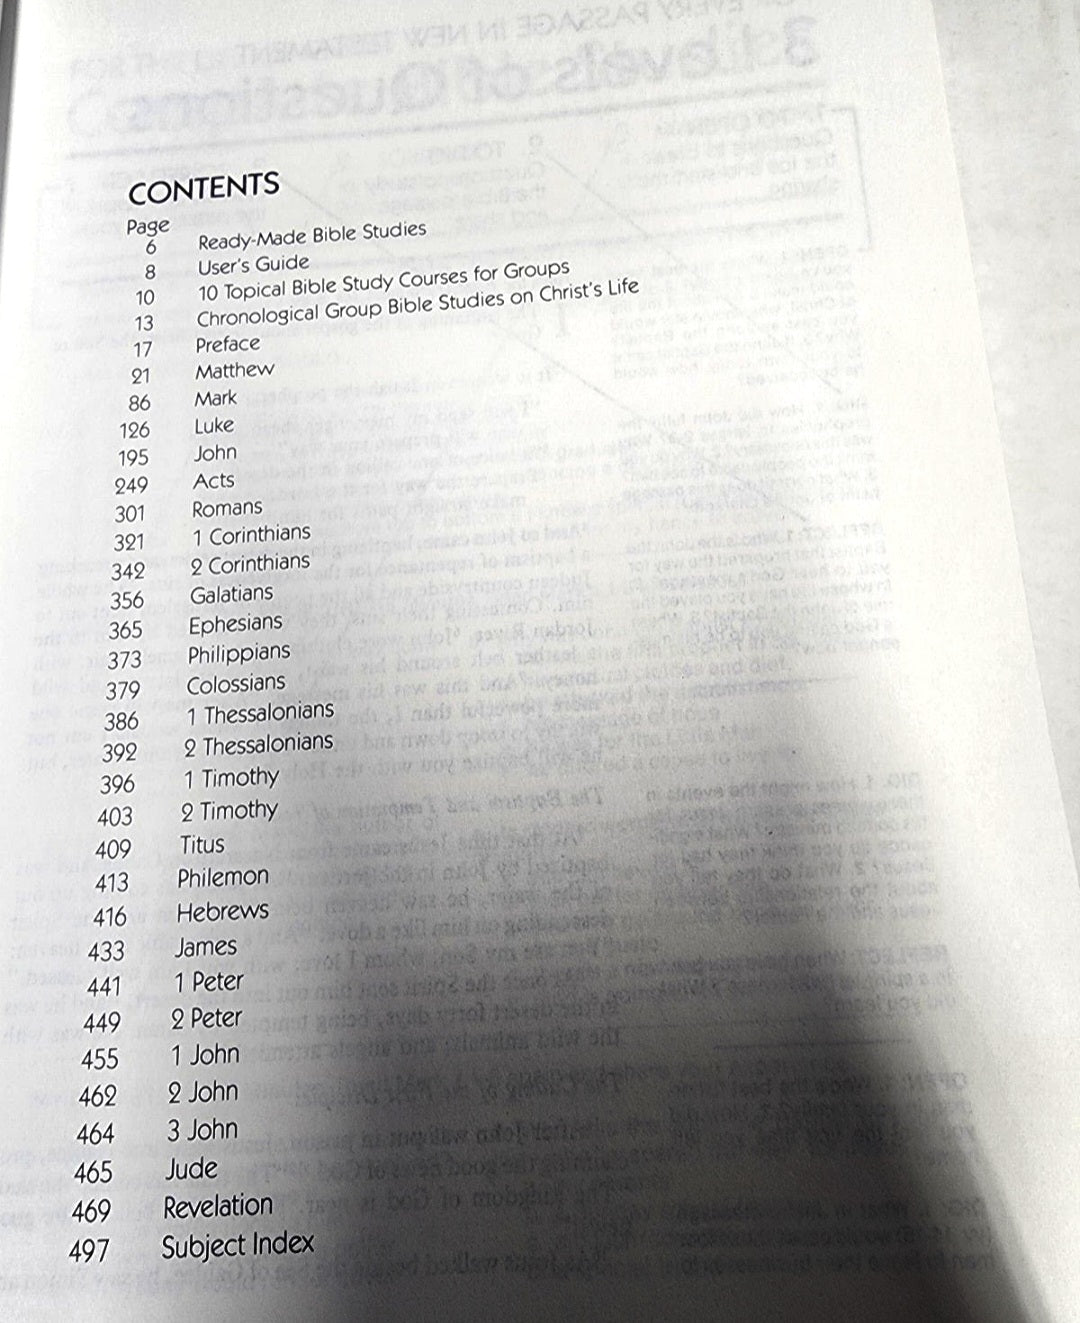 CONTENTS
Page
6 Ready-Made Bible Studies
8 User's Guide
10 10 Topical Bible Study Courses for Groups
13 Chronological Group Bible Studies on Christ's Life
17 Preface
21 Matthew
86 Mark
126 Luke
195 John
249 Acts
301 Romans
321 1 Corinthians
342 2 Corinthians
356 Galatians
365 Ephesians
373 Philippians
379 Colossians
386 1 Thessalonians
392 2 Thessalonians
396 1 Timothy
403 2 Timothy
409 Titus
413 Philemon
416 Hebrews
433 James
441 1 Peter
449 2 Peter
455 1 John
462 2 John
464 3 John
465 Jude
469 Revelation
497 Subject Index